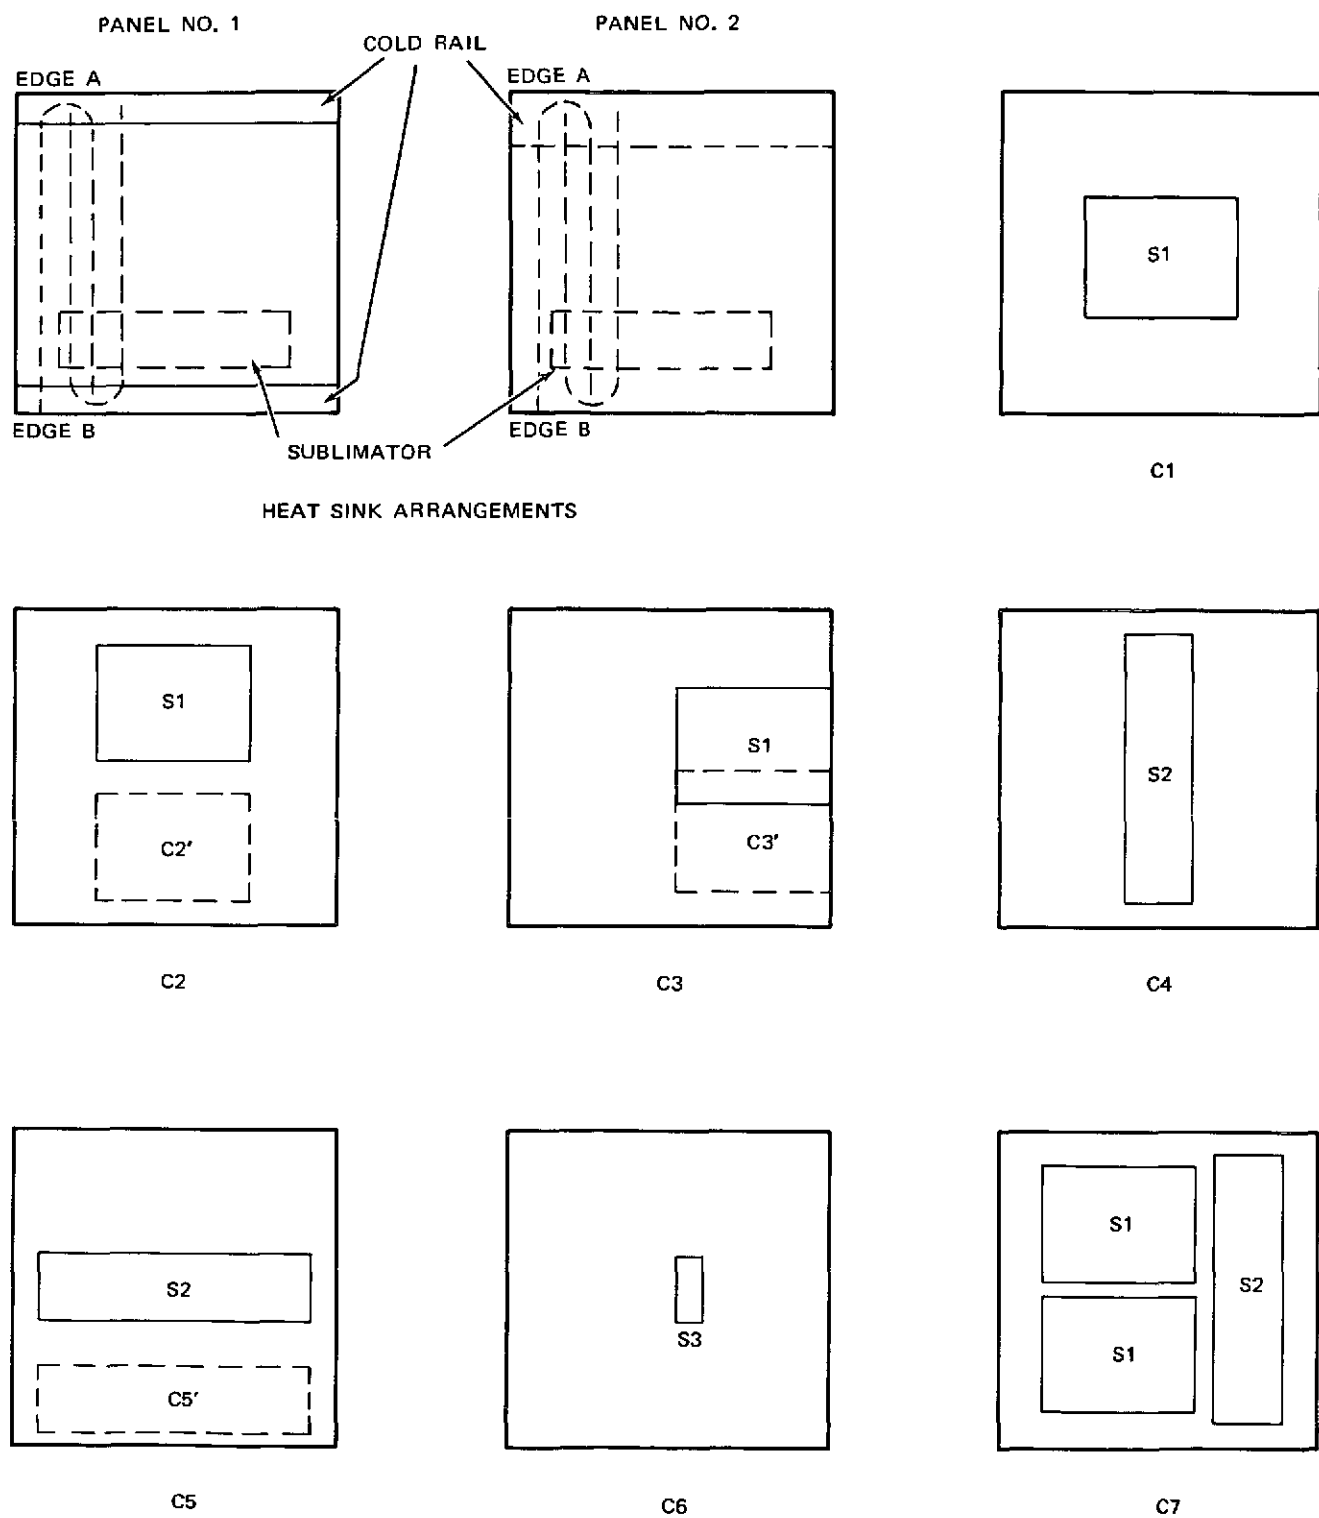 PANEL NO. 1
PANEL NO. 2
COLD RAIL
EDGE A
EDGE A
S1
EDGE B
EDGE B
SUBLIMATOR
C1
HEAT SINK ARRANGEMENTS
S1
C2′
S1
C3′
S2
C2
C3
C4
S2
C5′
S3
S1
S1
S2
C5
C6
C7